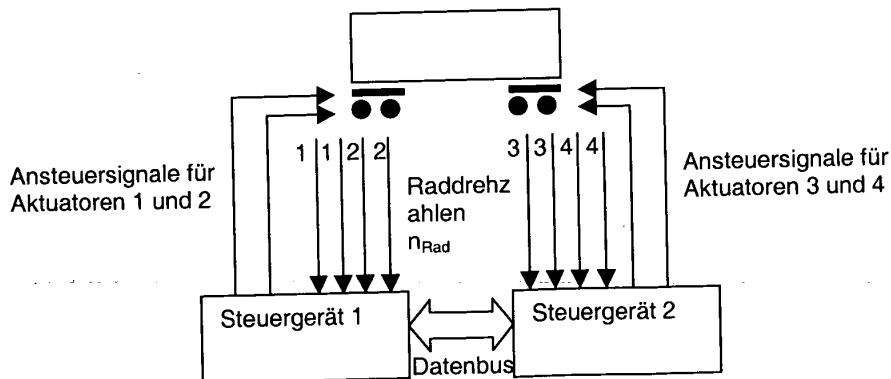 1 1 2 2
3 3 4 4
Ansteuersignale für
Aktuatoren 1 und 2
Raddrehz
ahlen
nRad
Ansteuersignale für
Aktuatoren 3 und 4
Steuergerät 1
Steuergerät 2
Datenbus